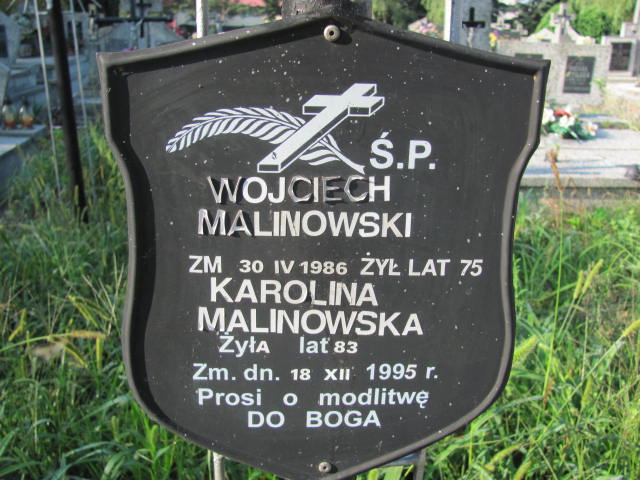 Ś.P.
WOJCIECH
MALINOWSKI
ZM 30 IV 1986 ŻYŁ LAT 75
KAROLINA
MALINOWSKA
ŻyłA lat 83
Zm. dn. 18 XII 1995 r.
Prosi o modlitwę
DO BOGA